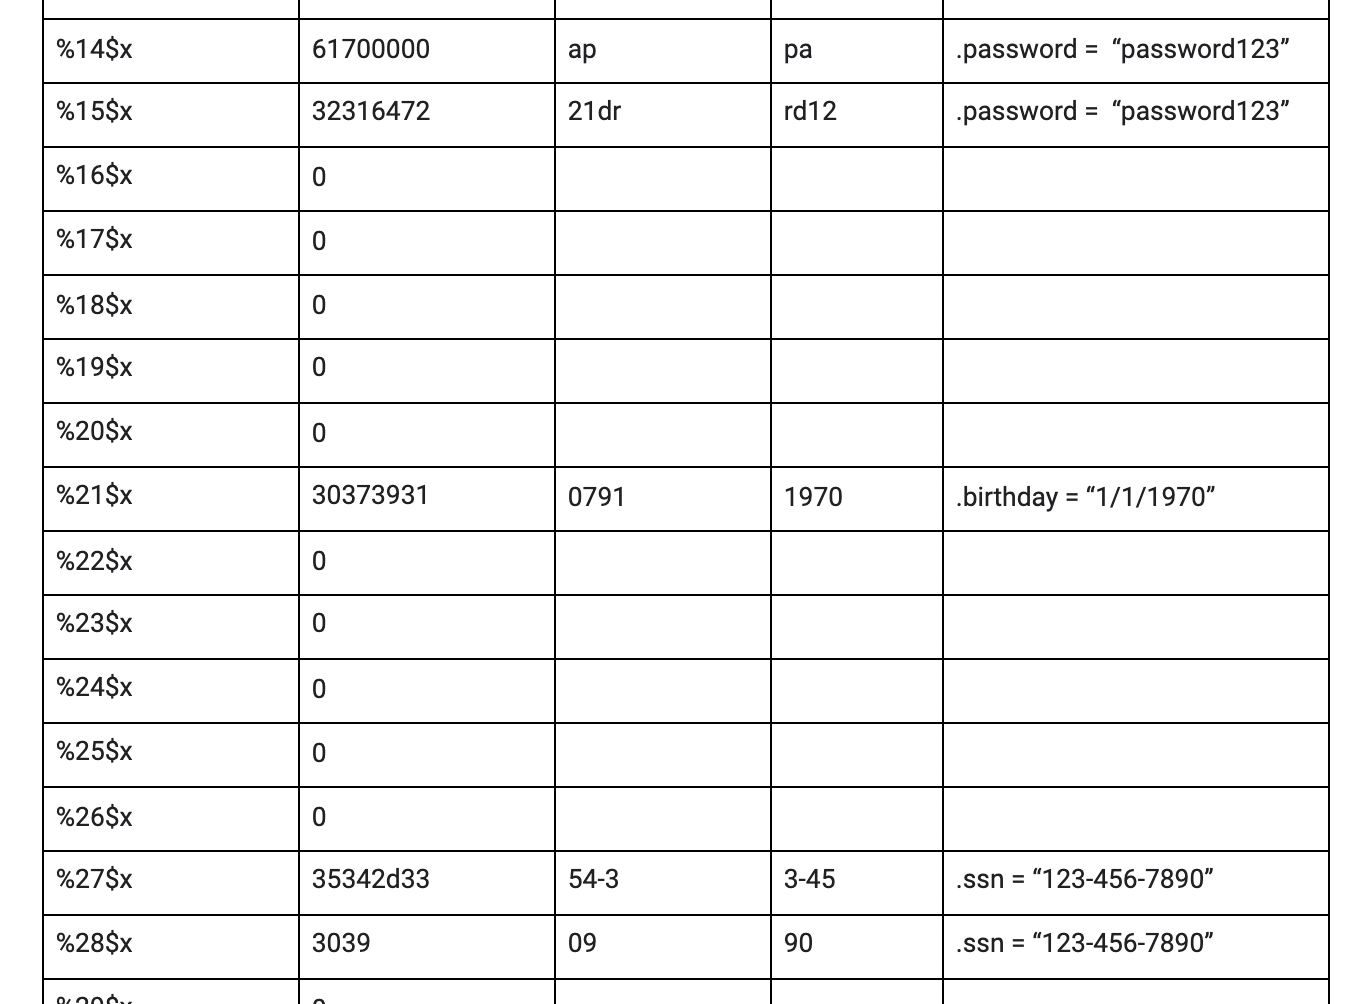 %14$x 61700000 ap pa .password = “password123”
%15$x 32316472 21dr rd12 .password = “password123”
%16$x 0
%17$x 0
%18$x 0
%19$x 0
%20$x 0
%21$x 30373931 0791 1970 .birthday = “1/1/1970”
%22$x 0
%23$x 0
%24$x 0
%25$x 0
%26$x 0
%27$x 35342d33 54-3 3-45 .ssn = “123-456-7890”
%28$x 3039 09 90 .ssn = “123-456-7890”